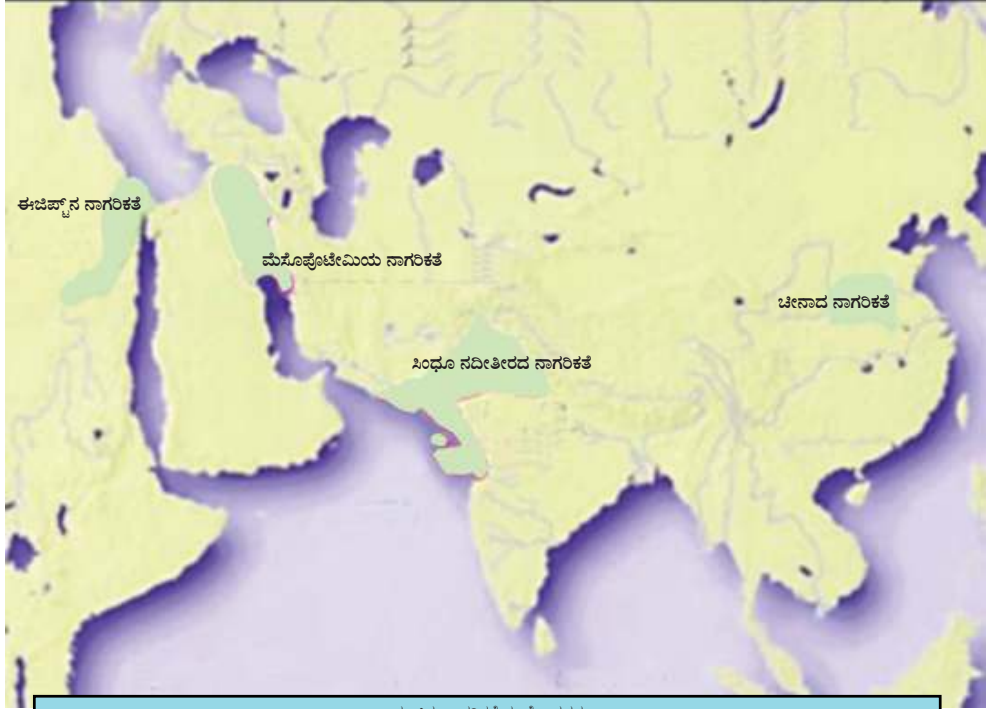 ಈಜಿಪ್ಟ್‌ನ ನಾಗರಿಕತೆ
ಮೆಸೊಪೊಟೇಮಿಯ ನಾಗರಿಕತೆ
ಚೀನಾದ ನಾಗರಿಕತೆ
ಸಿಂಧೂ ನದೀತೀರದ ನಾಗರಿಕತೆ